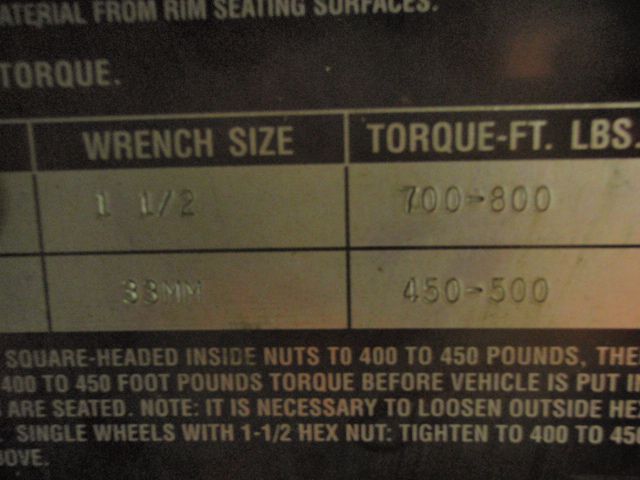 ATERIAL FROM RIM SEATING SURFACES.
TORQUE.
WRENCH SIZE TORQUE-FT. LBS.
1 1/2 700-800
33MM 450-500
SQUARE-HEADED INSIDE NUTS TO 400 TO 450 POUNDS, THE
400 TO 450 FOOT POUNDS TORQUE BEFORE VEHICLE IS PUT I
ARE SEATED. NOTE: IT IS NECESSARY TO LOOSEN OUTSIDE HE
SINGLE WHEELS WITH 1-1/2 HEX NUT: TIGHTEN TO 400 TO 450
OVE.